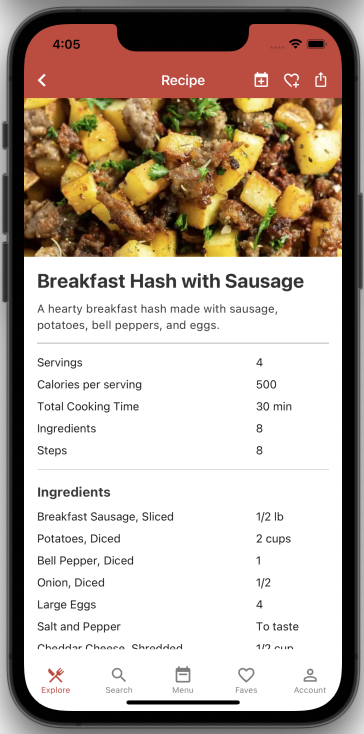 4:05
Recipe
Breakfast Hash with Sausage
A hearty breakfast hash made with sausage,
potatoes, bell peppers, and eggs.
Servings 4
Calories per serving 500
Total Cooking Time 30 min
Ingredients 8
Steps 8
Ingredients
Breakfast Sausage, Sliced 1/2 lb
Potatoes, Diced 2 cups
Bell Pepper, Diced 1
Onion, Diced 1/2
Large Eggs 4
Salt and Pepper To taste
Cheddar Cheese, Shredded 1/2 cup
Explore Search Menu Faves Account